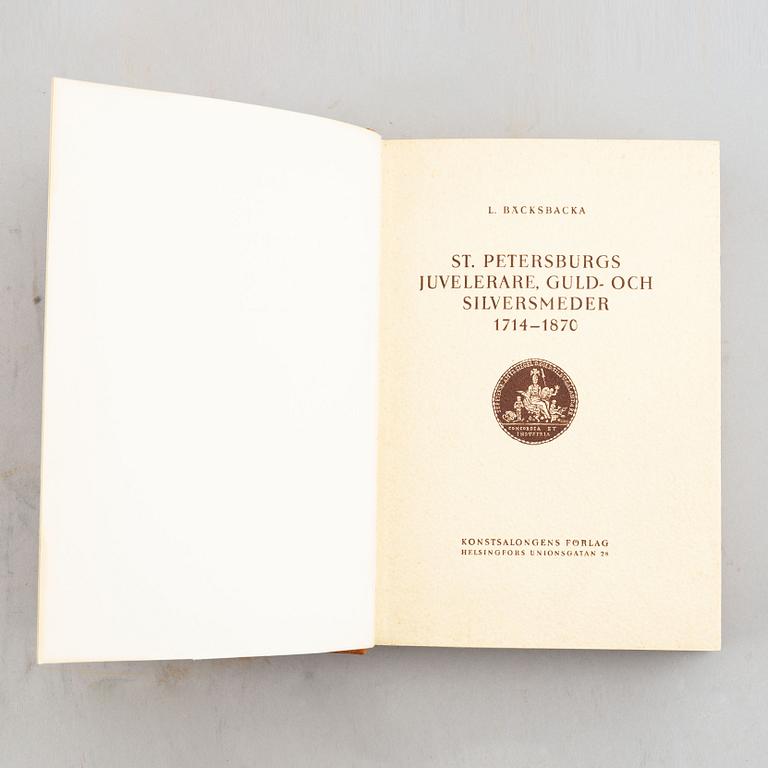 L. BÄCKSBACKA
ST. PETERSBURGS
JUVELERARE, GULD- OCH
SILVERSMEDER
1714–1870
CONCORDIA ET
INDUSTRIA
KONSTSALONGENS FÖRLAG
HELSINGFORS UNIONSGATAN 28